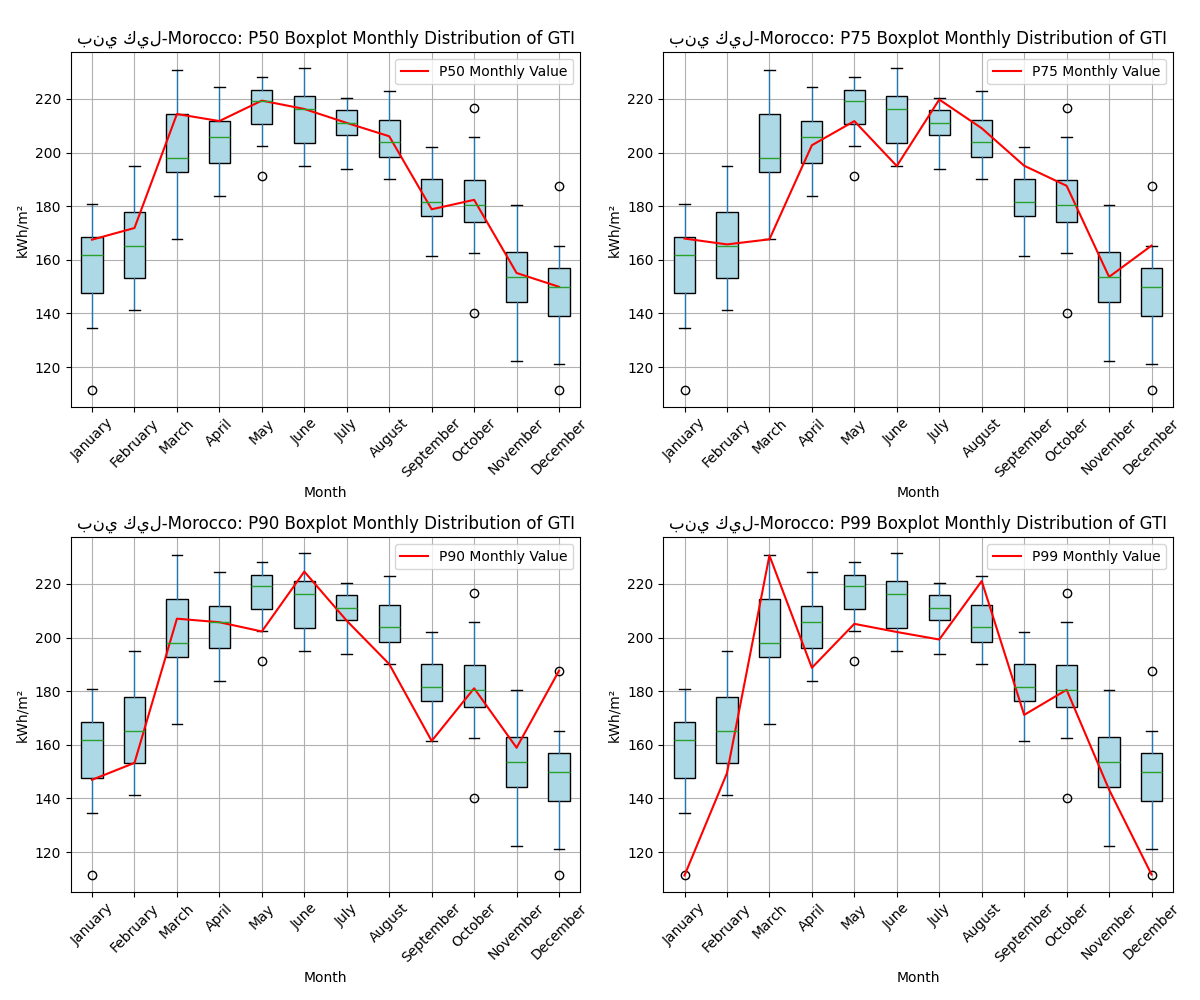 بني كيل-Morocco: P50 Boxplot Monthly Distribution of GTI
P50 Monthly Value
kWh/m²
220
200
180
160
140
120
January
February
March
April
May
June
July
August
September
October
November
December
Month
بني كيل-Morocco: P75 Boxplot Monthly Distribution of GTI
P75 Monthly Value
kWh/m²
220
200
180
160
140
120
January
February
March
April
May
June
July
August
September
October
November
December
Month
بني كيل-Morocco: P90 Boxplot Monthly Distribution of GTI
P90 Monthly Value
kWh/m²
220
200
180
160
140
120
January
February
March
April
May
June
July
August
September
October
November
December
Month
بني كيل-Morocco: P99 Boxplot Monthly Distribution of GTI
P99 Monthly Value
kWh/m²
220
200
180
160
140
120
January
February
March
April
May
June
July
August
September
October
November
December
Month